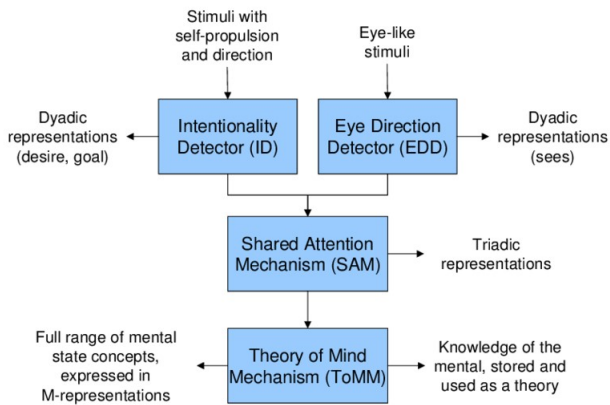 Stimuli with
self-propulsion
and direction
Eye-like
stimuli
Dyadic
representations
(desire, goal)
Intentionality
Detector (ID)
Eye Direction
Detector (EDD)
Dyadic
representations
(sees)
Shared Attention
Mechanism (SAM)
Triadic
representations
Full range of mental
state concepts,
expressed in
M-representations
Theory of Mind
Mechanism (ToMM)
Knowledge of the
mental, stored and
used as a theory